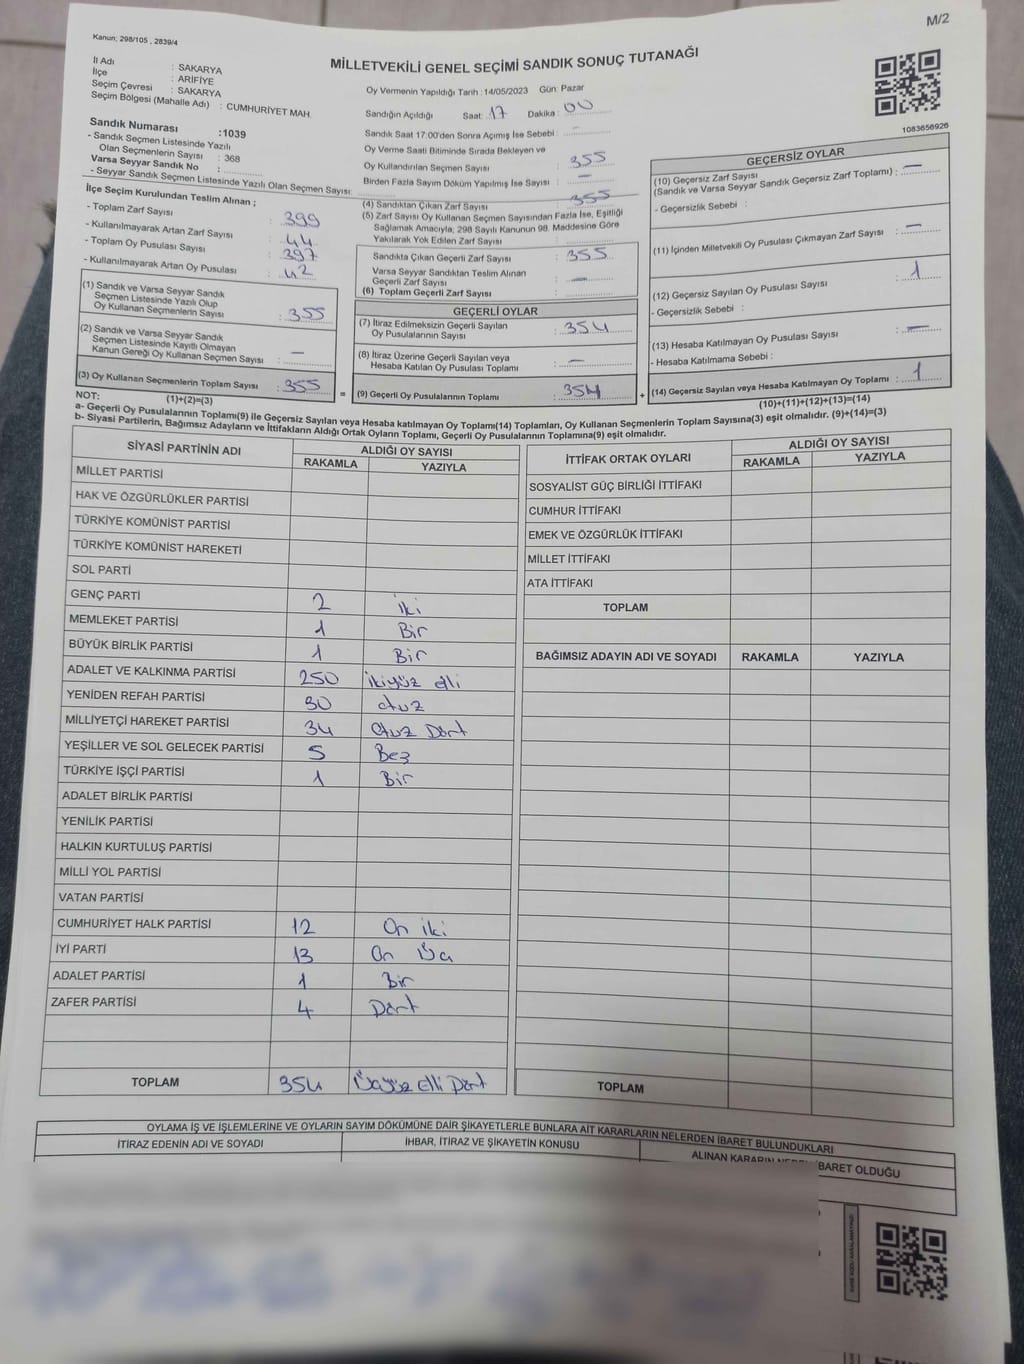 M/2
Kanun: 298/105 , 2839/4
MİLLETVEKİLİ GENEL SEÇİMİ SANDIK SONUÇ TUTANAĞI
İl Adı : SAKARYA
İlçe : ARİFİYE
Seçim Çevresi : SAKARYA
Seçim Bölgesi (Mahalle Adı) : CUMHURİYET MAH.
Sandık Numarası :1039
- Sandık Seçmen Listesinde Yazılı
Olan Seçmenlerin Sayısı : 368
Varsa Seyyar Sandık No :
- Seyyar Sandık Seçmen Listesinde Yazılı Olan Seçmen Sayısı:
İlçe Seçim Kurulundan Teslim Alınan ;
- Toplam Zarf Sayısı : 399
- Kullanılmayarak Artan Zarf Sayısı : 44
- Toplam Oy Pusulası Sayısı : 397
- Kullanılmayarak Artan Oy Pusulası : 42
(1) Sandık ve Varsa Seyyar Sandık
Seçmen Listesinde Yazılı Olup
Oy Kullanan Seçmenlerin Sayısı : 355
(2) Sandık ve Varsa Seyyar Sandık
Seçmen Listesinde Kayıtlı Olmayan
Kanun Gereği Oy Kullanan Seçmen Sayısı : —
(3) Oy Kullanan Seçmenlerin Toplam Sayısı : 355
(1)+(2)=(3)
Oy Vermenin Yapıldığı Tarih :14/05/2023 Gün: Pazar
Sandığın Açıldığı Saat: 17 Dakika : 00
Sandık Saat 17:00'den Sonra Açımış İse Sebebi : —
Oy Verme Saati Bitiminde Sırada Bekleyen ve
Oy Kullandırılan Seçmen Sayısı : 355
Birden Fazla Sayım Döküm Yapılmış İse Sayısı : —
(4) Sandıktan Çıkan Zarf Sayısı : 355
(5) Zarf Sayısı Oy Kullanan Seçmen Sayısından Fazla İse, Eşitliği
Sağlamak Amacıyla, 298 Sayılı Kanunun 98. Maddesine Göre
Yakılarak Yok Edilen Zarf Sayısı :
Sandıkta Çıkan Geçerli Zarf Sayısı : 355
Varsa Seyyar Sandıktan Teslim Alınan
Geçerli Zarf Sayısı : —
(6) Toplam Geçerli Zarf Sayısı :
GEÇERLİ OYLAR
(7) İtiraz Edilmeksizin Geçerli Sayılan
Oy Pusulalarının Sayısı : 354
(8) İtiraz Üzerine Geçerli Sayılan veya
Hesaba Katılan Oy Pusulası Toplamı : —
= (9) Geçerli Oy Pusulalarının Toplamı : 354 +
1083656926
GEÇERSİZ OYLAR
(10) Geçersiz Zarf Sayısı
(Sandık ve Varsa Seyyar Sandık Geçersiz Zarf Toplamı) : —
- Geçersizlik Sebebi :
(11) İçinden Milletvekili Oy Pusulası Çıkmayan Zarf Sayısı : —
(12) Geçersiz Sayılan Oy Pusulası Sayısı : 1
- Geçersizlik Sebebi :
(13) Hesaba Katılmayan Oy Pusulası Sayısı : —
- Hesaba Katılmama Sebebi :
(14) Geçersiz Sayılan veya Hesaba Katılmayan Oy Toplamı : 1
(10)+(11)+(12)+(13)=(14)
NOT:
a- Geçerli Oy Pusulalarının Toplamı(9) ile Geçersiz Sayılan veya Hesaba katılmayan Oy Toplamı(14) Toplamları, Oy Kullanan Seçmenlerin Toplam Sayısına(3) eşit olmalıdır. (9)+(14)=(3)
b- Siyasi Partilerin, Bağımsız Adayların ve İttifakların Aldığı Ortak Oyların Toplamı, Geçerli Oy Pusulalarının Toplamına(9) eşit olmalıdır.
SİYASİ PARTİNİN ADI ALDIĞI OY SAYISI
RAKAMLA YAZIYLA
MİLLET PARTİSİ
HAK VE ÖZGÜRLÜKLER PARTİSİ
TÜRKİYE KOMÜNİST PARTİSİ
TÜRKİYE KOMÜNİST HAREKETİ
SOL PARTİ
GENÇ PARTİ 2 iki
MEMLEKET PARTİSİ 1 Bir
BÜYÜK BİRLİK PARTİSİ 1 Bir
ADALET VE KALKINMA PARTİSİ 250 ikiyüz elli
YENİDEN REFAH PARTİSİ 30 otuz
MİLLİYETÇİ HAREKET PARTİSİ 34 Otuz Dört
YEŞİLLER VE SOL GELECEK PARTİSİ 5 Beş
TÜRKİYE İŞÇİ PARTİSİ 1 Bir
ADALET BİRLİK PARTİSİ
YENİLİK PARTİSİ
HALKIN KURTULUŞ PARTİSİ
MİLLİ YOL PARTİSİ
VATAN PARTİSİ
CUMHURİYET HALK PARTİSİ 12 On iki
İYİ PARTİ 13 On Üç
ADALET PARTİSİ 1 Bir
ZAFER PARTİSİ 4 Dört
TOPLAM 354 Üçyüz Elli Dört
İTTİFAK ORTAK OYLARI ALDIĞI OY SAYISI
RAKAMLA YAZIYLA
SOSYALİST GÜÇ BİRLİĞİ İTTİFAKI
CUMHUR İTTİFAKI
EMEK VE ÖZGÜRLÜK İTTİFAKI
MİLLET İTTİFAKI
ATA İTTİFAKI
TOPLAM
BAĞIMSIZ ADAYIN ADI VE SOYADI RAKAMLA YAZIYLA
TOPLAM
OYLAMA İŞ VE İŞLEMLERİNE VE OYLARIN SAYIM DÖKÜMÜNE DAİR ŞİKAYETLERLE BUNLARA AİT KARARLARIN NELERDEN İBARET BULUNDUKLARI
İTİRAZ EDENİN ADI VE SOYADI İHBAR, İTİRAZ VE ŞİKAYETİN KONUSU ALINAN KARARIN İBARET OLDUĞU